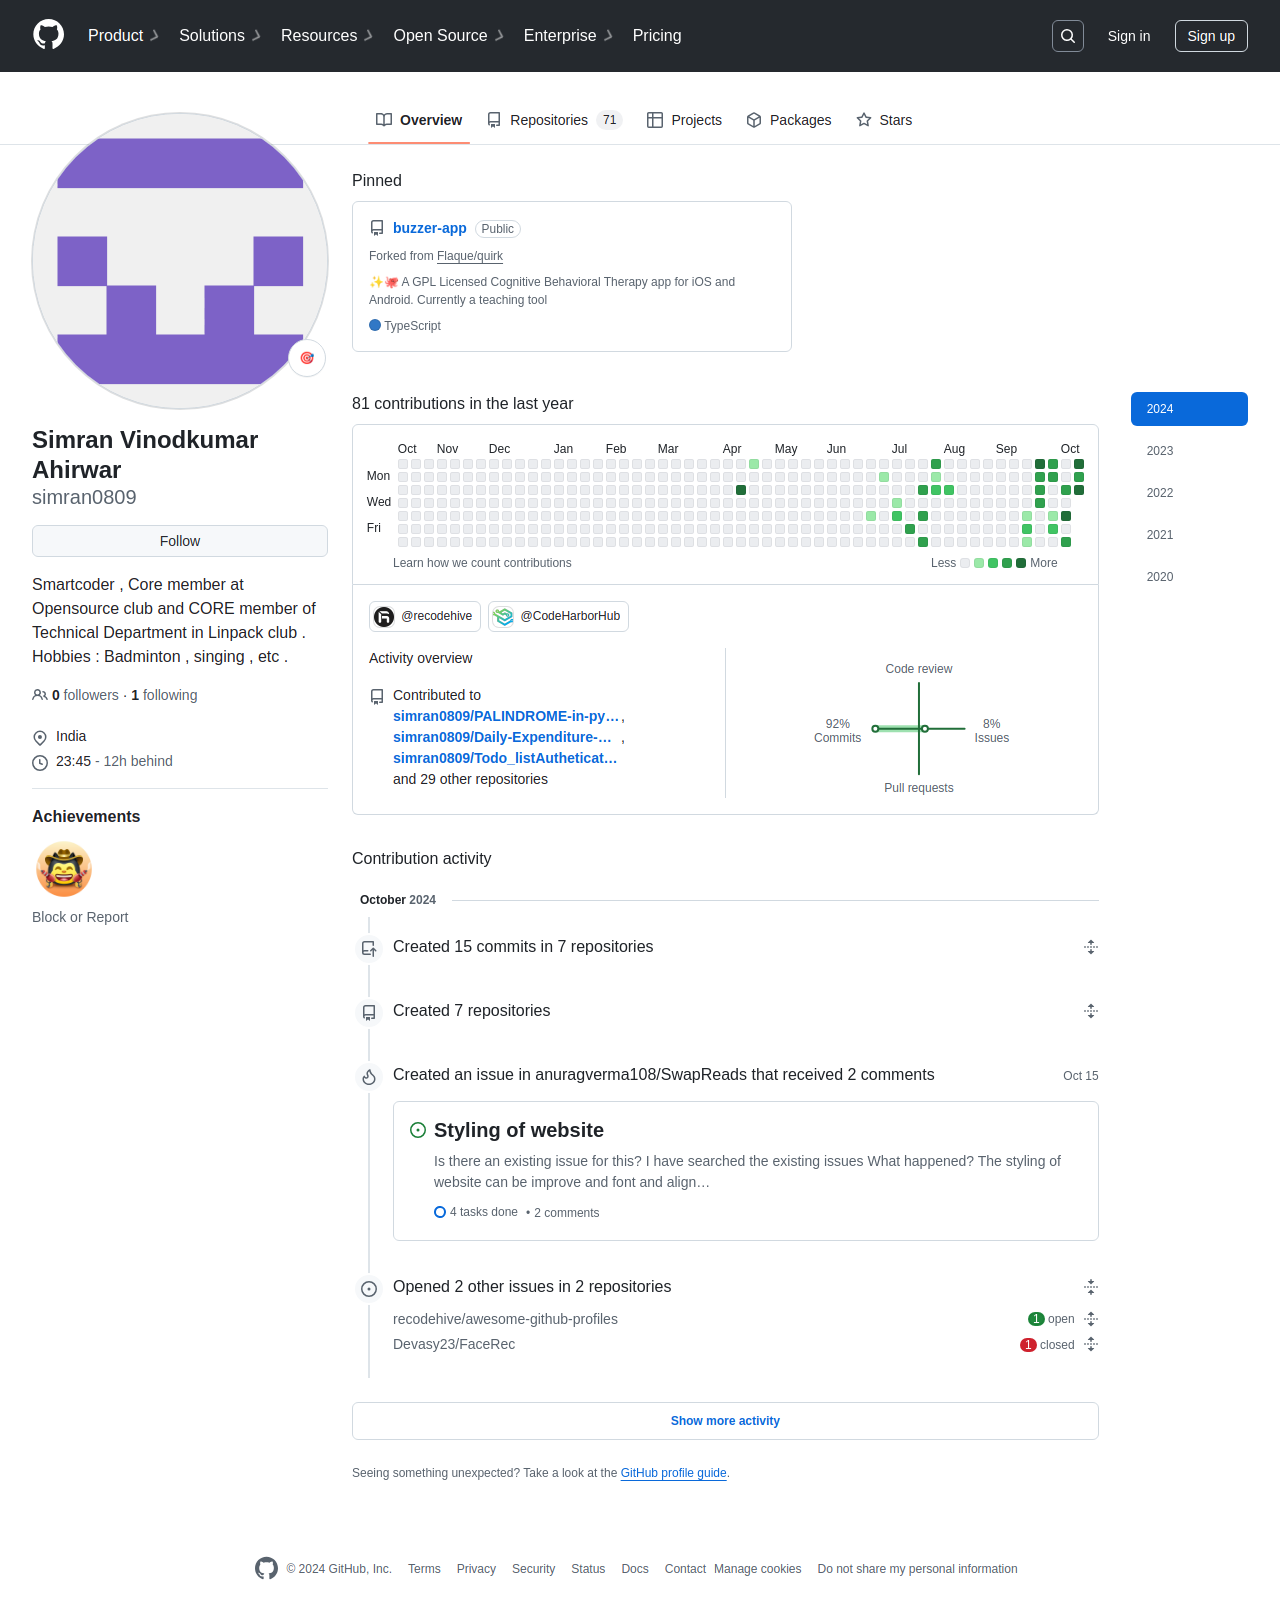 Product
Solutions
Resources
Open Source
Enterprise
Pricing
Sign in
Sign up
Overview
Repositories 71
Projects
Packages
Stars
Simran Vinodkumar
Ahirwar
simran0809
Follow
Smartcoder , Core member at
Opensource club and CORE member of
Technical Department in Linpack club .
Hobbies : Badminton , singing , etc .
0 followers · 1 following
India
23:45 - 12h behind
Achievements
Block or Report
Pinned
buzzer-app Public
Forked from Flaque/quirk
✨🐙 A GPL Licensed Cognitive Behavioral Therapy app for iOS and
Android. Currently a teaching tool
TypeScript
81 contributions in the last year
Oct Nov Dec Jan Feb Mar Apr May Jun Jul Aug Sep Oct
Mon
Wed
Fri
Learn how we count contributions
Less More
@recodehive
@CodeHarborHub
Activity overview
Contributed to
simran0809/PALINDROME-in-py… ,
simran0809/Daily-Expenditure-… ,
simran0809/Todo_listAutheticat…
and 29 other repositories
Code review
92%
Commits
8%
Issues
Pull requests
2024
2023
2022
2021
2020
Contribution activity
October 2024
Created 15 commits in 7 repositories
Created 7 repositories
Created an issue in anuragverma108/SwapReads that received 2 comments
Oct 15
Styling of website
Is there an existing issue for this? I have searched the existing issues What happened? The styling of
website can be improve and font and align…
4 tasks done • 2 comments
Opened 2 other issues in 2 repositories
recodehive/awesome-github-profiles
1 open
Devasy23/FaceRec
1 closed
Show more activity
Seeing something unexpected? Take a look at the GitHub profile guide.
© 2024 GitHub, Inc.
Terms
Privacy
Security
Status
Docs
Contact
Manage cookies
Do not share my personal information